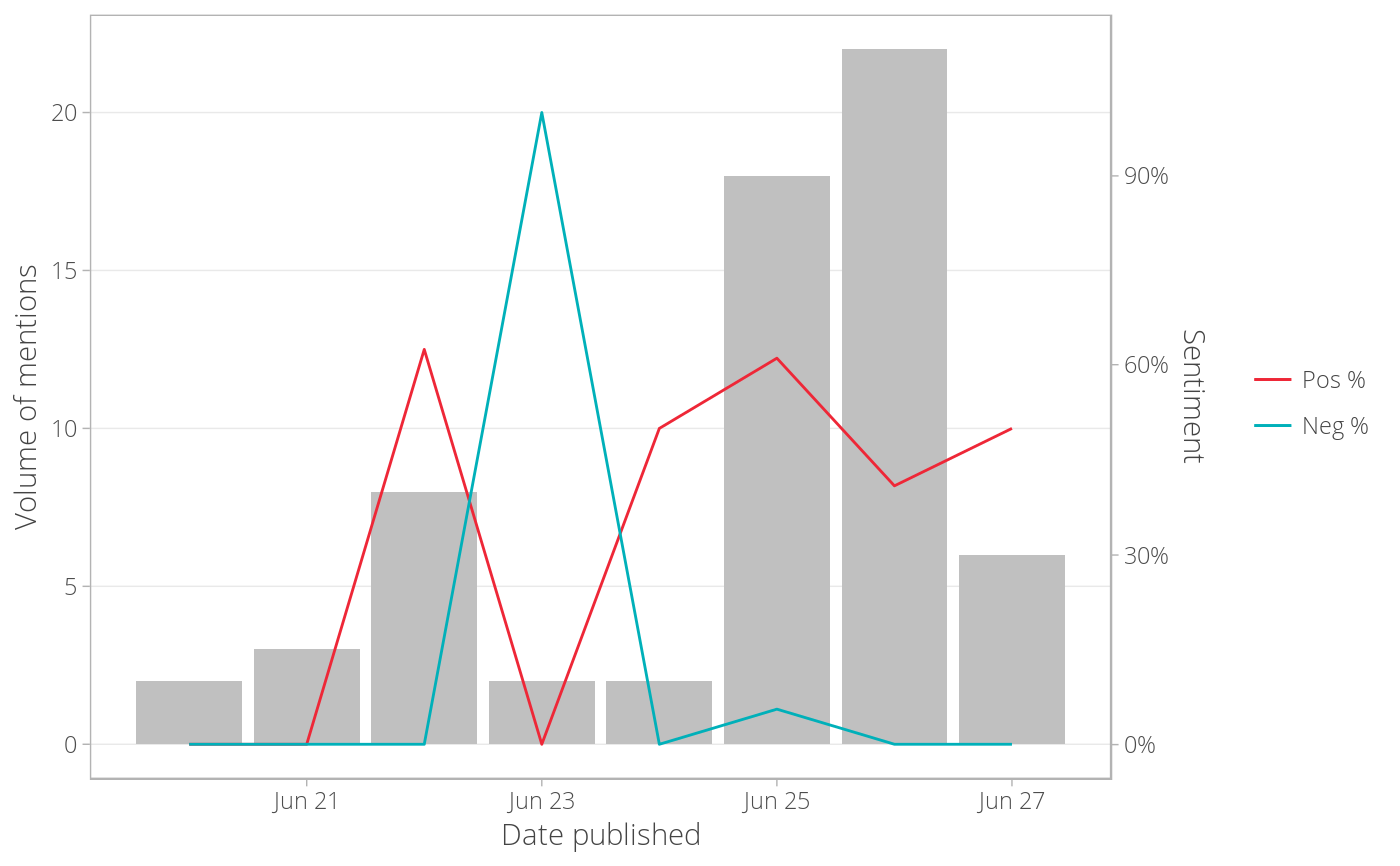 Volume of mentions
20
15
10
5
0
90%
60%
30%
0%
Sentiment
Jun 21
Jun 23
Jun 25
Jun 27
Date published
Pos %
Neg %